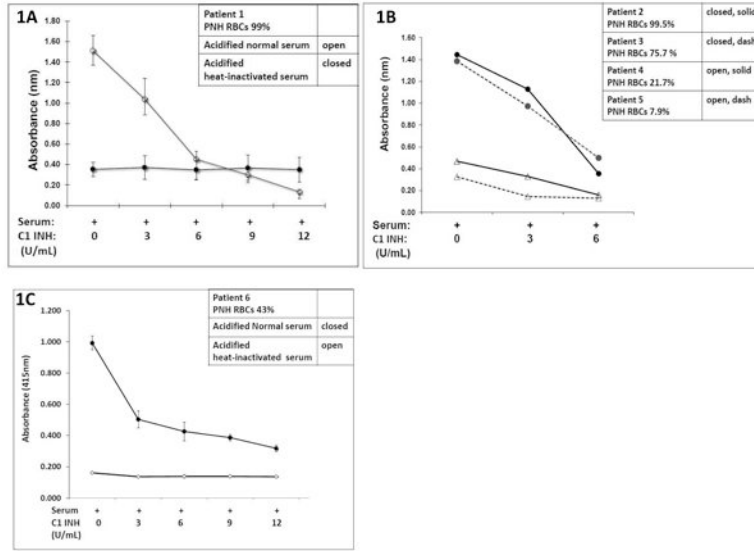 1A
Patient 1
PNH RBCs 99%
Acidified normal serum open
Acidified
heat-inactivated serum closed
Absorbance (nm)
1.80
1.60
1.40
1.20
1.00
0.80
0.60
0.40
0.20
0.00
Serum: + + + + +
C1 INH: 0 3 6 9 12
(U/mL)
1B
Patient 2 closed, solid
PNH RBCs 99.5%
Patient 3 closed, dash
PNH RBCs 75.7 %
Patient 4 open, solid
PNH RBCs 21.7%
Patient 5 open, dash
PNH RBCs 7.9%
Absorbance (nm)
1.60
1.40
1.20
1.00
0.80
0.60
0.40
0.20
0.00
Serum: + + +
C1 INH: 0 3 6
(U/mL)
1C
Patient 6
PNH RBCs 43%
Acidified Normal serum closed
Acidified open
heat-inactivated serum
Absorbance (415nm)
1.200
1.000
0.800
0.600
0.400
0.200
0.000
Serum + + + + +
C1 INH: 0 3 6 9 12
(U/mL)